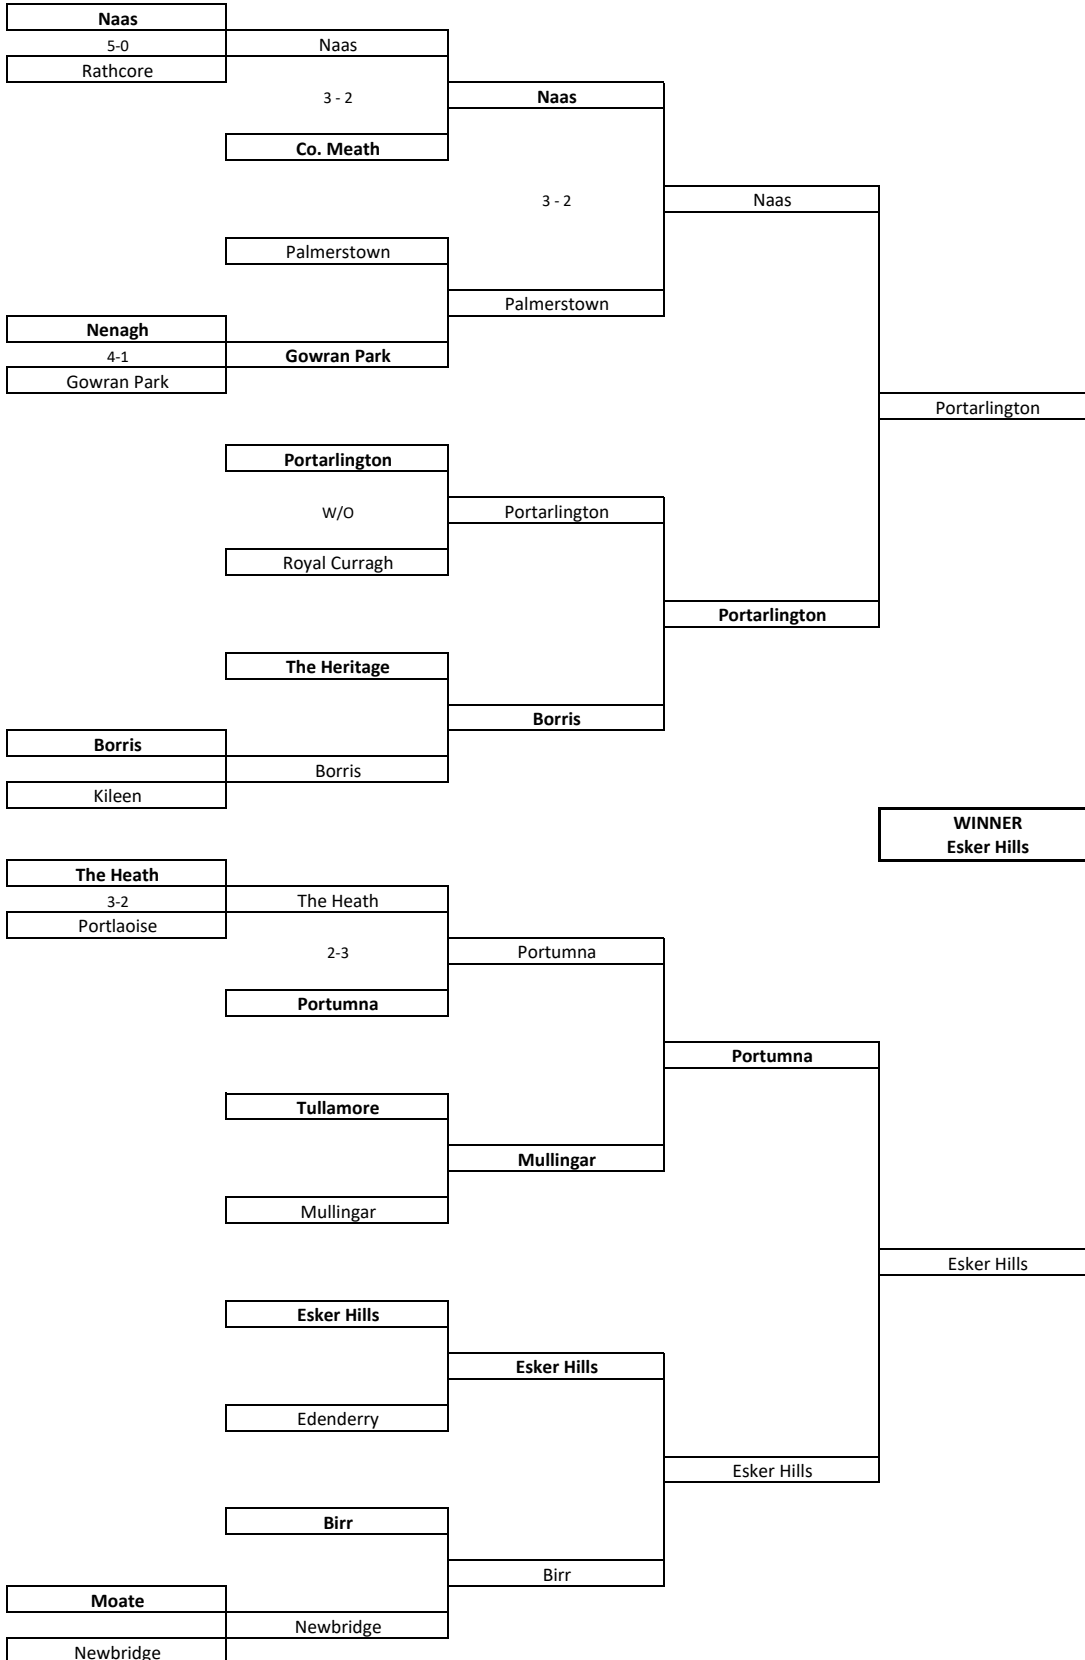 Naas
5-0
Naas
Rathcore
3 - 2
Naas
Co. Meath
3 - 2
Naas
Palmerstown
Palmerstown
Nenagh
4-1
Gowran Park
Gowran Park
Portarlington
Portarlington
W/O
Portarlington
Royal Curragh
Portarlington
The Heritage
Borris
Borris
Borris
Kileen
WINNER
Esker Hills
The Heath
3-2
The Heath
Portlaoise
2-3
Portumna
Portumna
Portumna
Tullamore
Mullingar
Mullingar
Esker Hills
Esker Hills
Esker Hills
Edenderry
Esker Hills
Birr
Birr
Moate
Newbridge
Newbridge